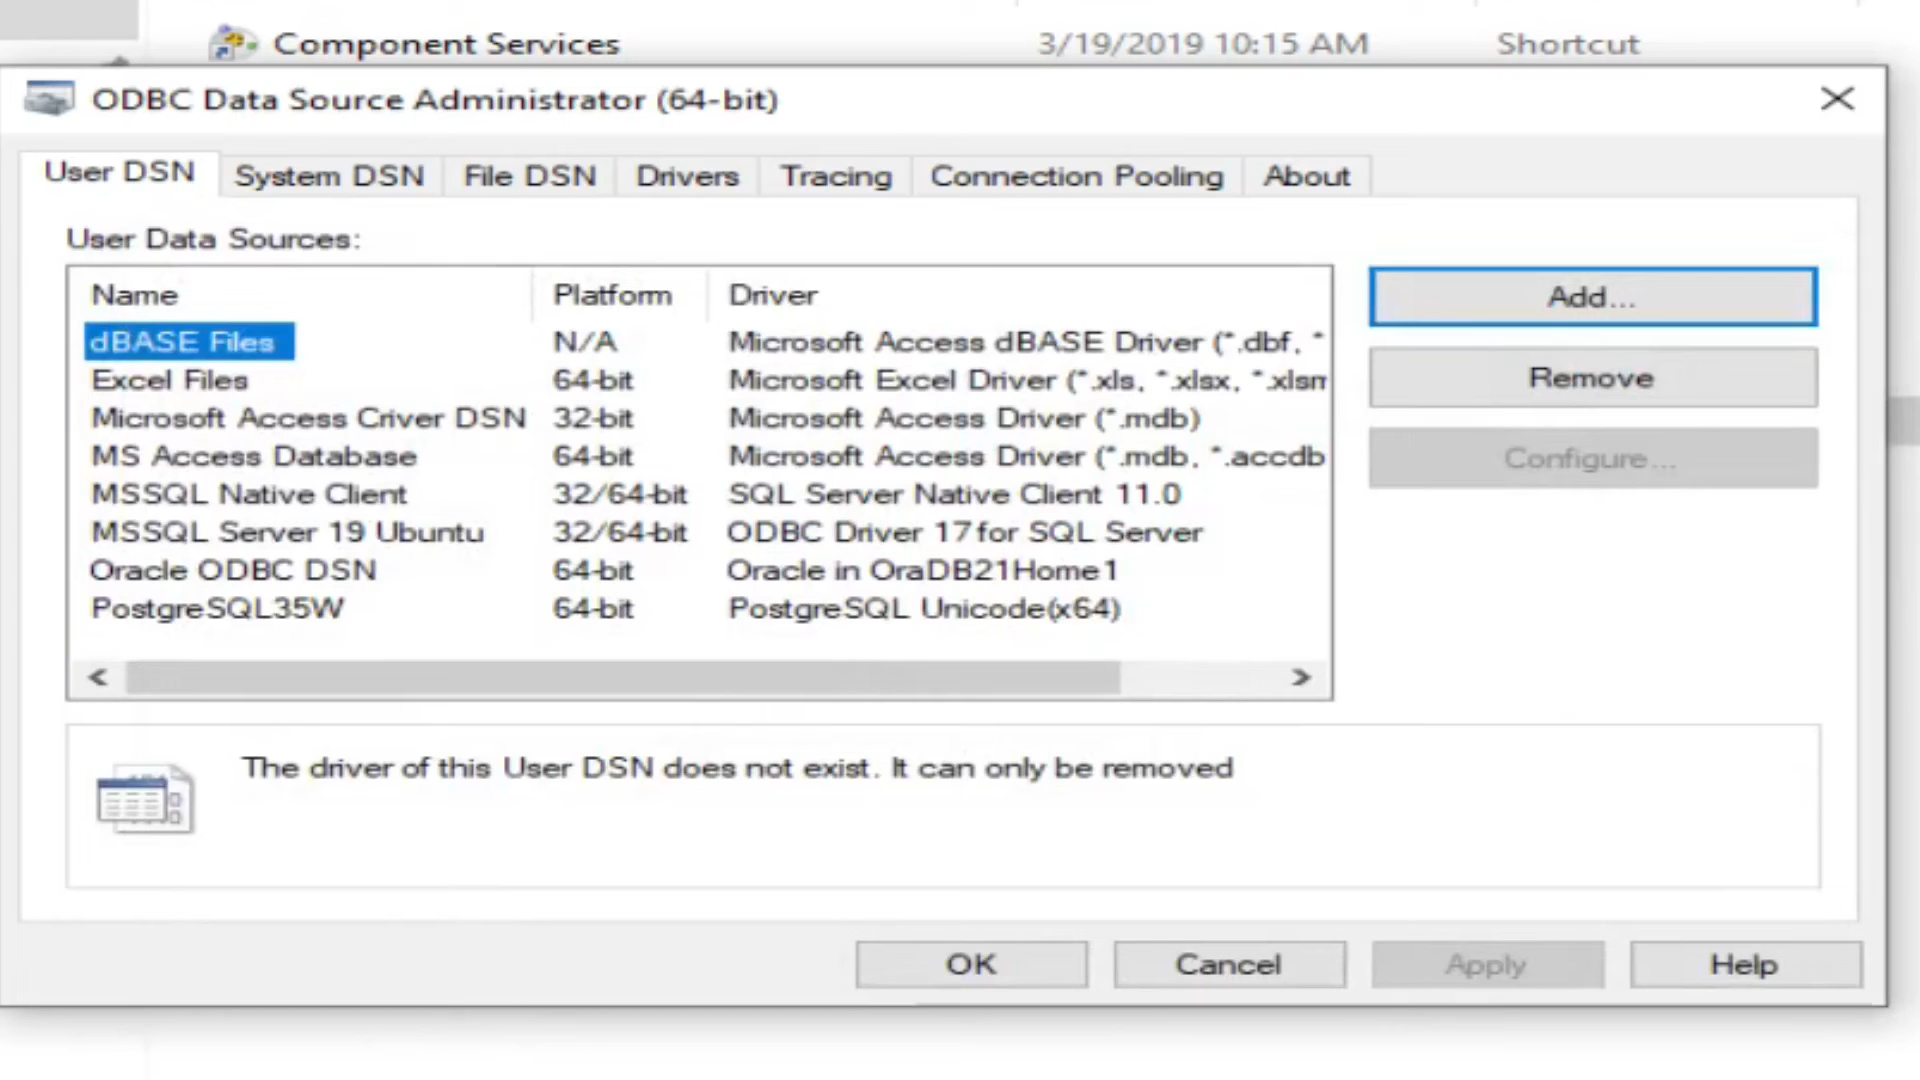 Component Services 3/19/2019 10:15 AM Shortcut
ODBC Data Source Administrator (64-bit)
User DSN System DSN File DSN Drivers Tracing Connection Pooling About
User Data Sources:
Name Platform Driver Add...
dBASE Files N/A Microsoft Access dBASE Driver (*.dbf, *
Excel Files 64-bit Microsoft Excel Driver (*.xls, *.xlsx, *.xlsm Remove
Microsoft Access Criver DSN 32-bit Microsoft Access Driver (*.mdb)
MS Access Database 64-bit Microsoft Access Driver (*.mdb, *.accdb Configure...
MSSQL Native Client 32/64-bit SQL Server Native Client 11.0
MSSQL Server 19 Ubuntu 32/64-bit ODBC Driver 17 for SQL Server
Oracle ODBC DSN 64-bit Oracle in OraDB21Home1
PostgreSQL35W 64-bit PostgreSQL Unicode(x64)
The driver of this User DSN does not exist. It can only be removed
OK Cancel Apply Help